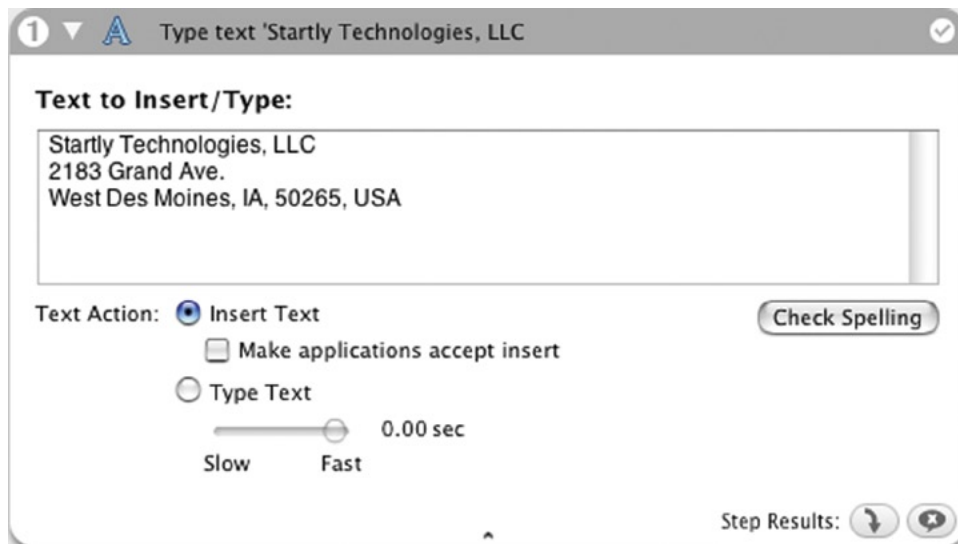 1 Type text 'Startly Technologies, LLC
Text to Insert/Type:
Startly Technologies, LLC
2183 Grand Ave.
West Des Moines, IA, 50265, USA
Text Action: Insert Text Check Spelling
Make applications accept insert
Type Text
0.00 sec
Slow Fast
Step Results: